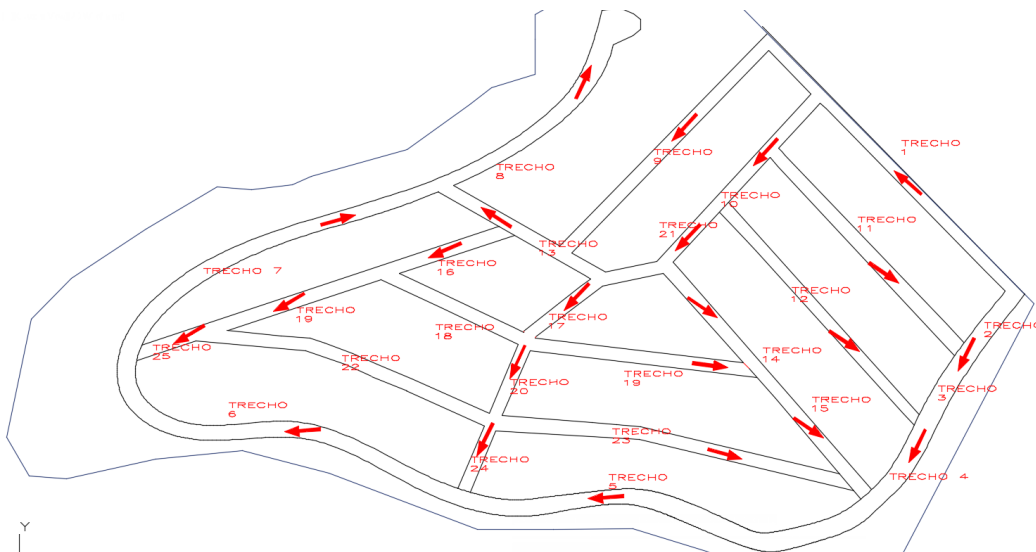 TRECHO
1
TRECHO
9
TRECHO
8
TRECHO
10
TRECHO
11
TRECHO
21
TRECHO
13
TRECHO
16
TRECHO 7
TRECHO
12
TRECHO
19
TRECHO
17
TRECHO
18
TRECHO
2
TRECHO
25
TRECHO
22
TRECHO
20
TRECHO
19
TRECHO
14
TRECHO
3
TRECHO
6
TRECHO
15
TRECHO
23
TRECHO
24
TRECHO
5
TRECHO 4
Y